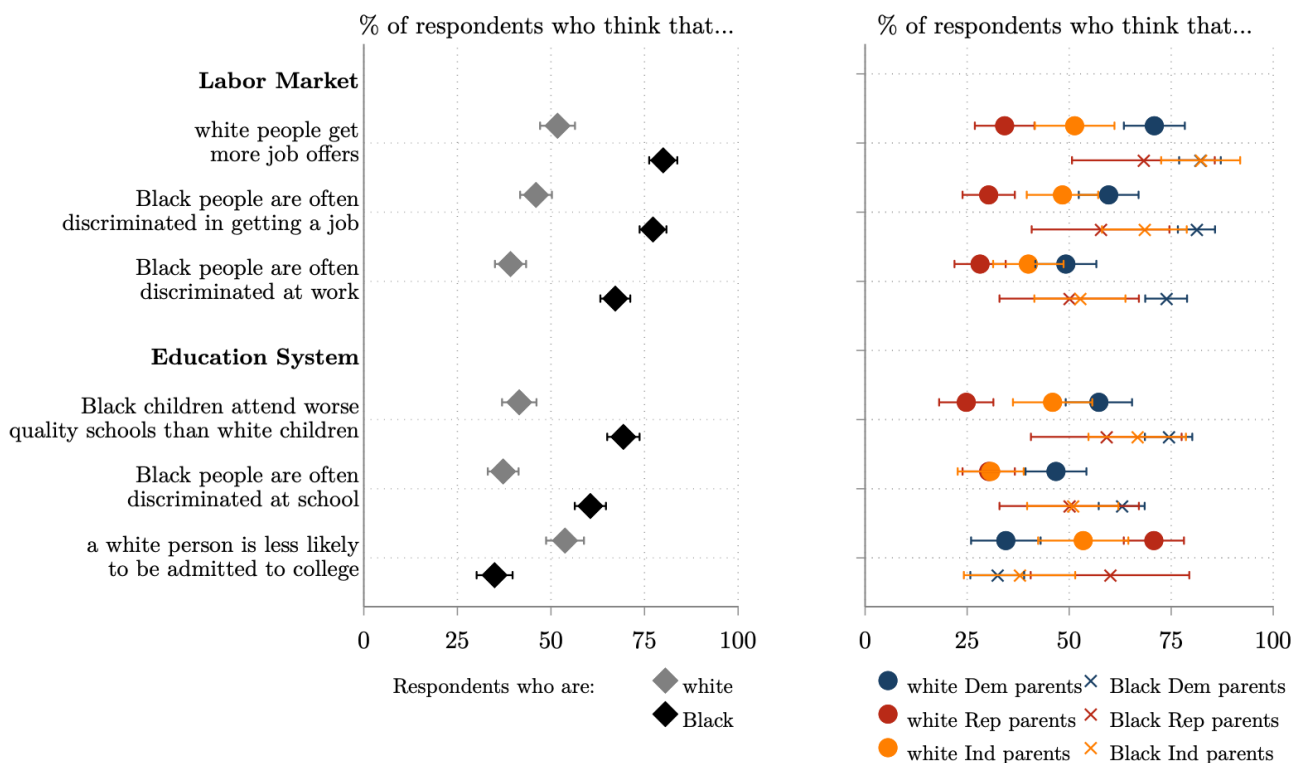 % of respondents who think that...
% of respondents who think that...
Labor Market
white people get
more job offers
Black people are often
discriminated in getting a job
Black people are often
discriminated at work
Education System
Black children attend worse
quality schools than white children
Black people are often
discriminated at school
a white person is less likely
to be admitted to college
0 25 50 75 100
0 25 50 75 100
Respondents who are:
white
Black
white Dem parents
Black Dem parents
white Rep parents
Black Rep parents
white Ind parents
Black Ind parents